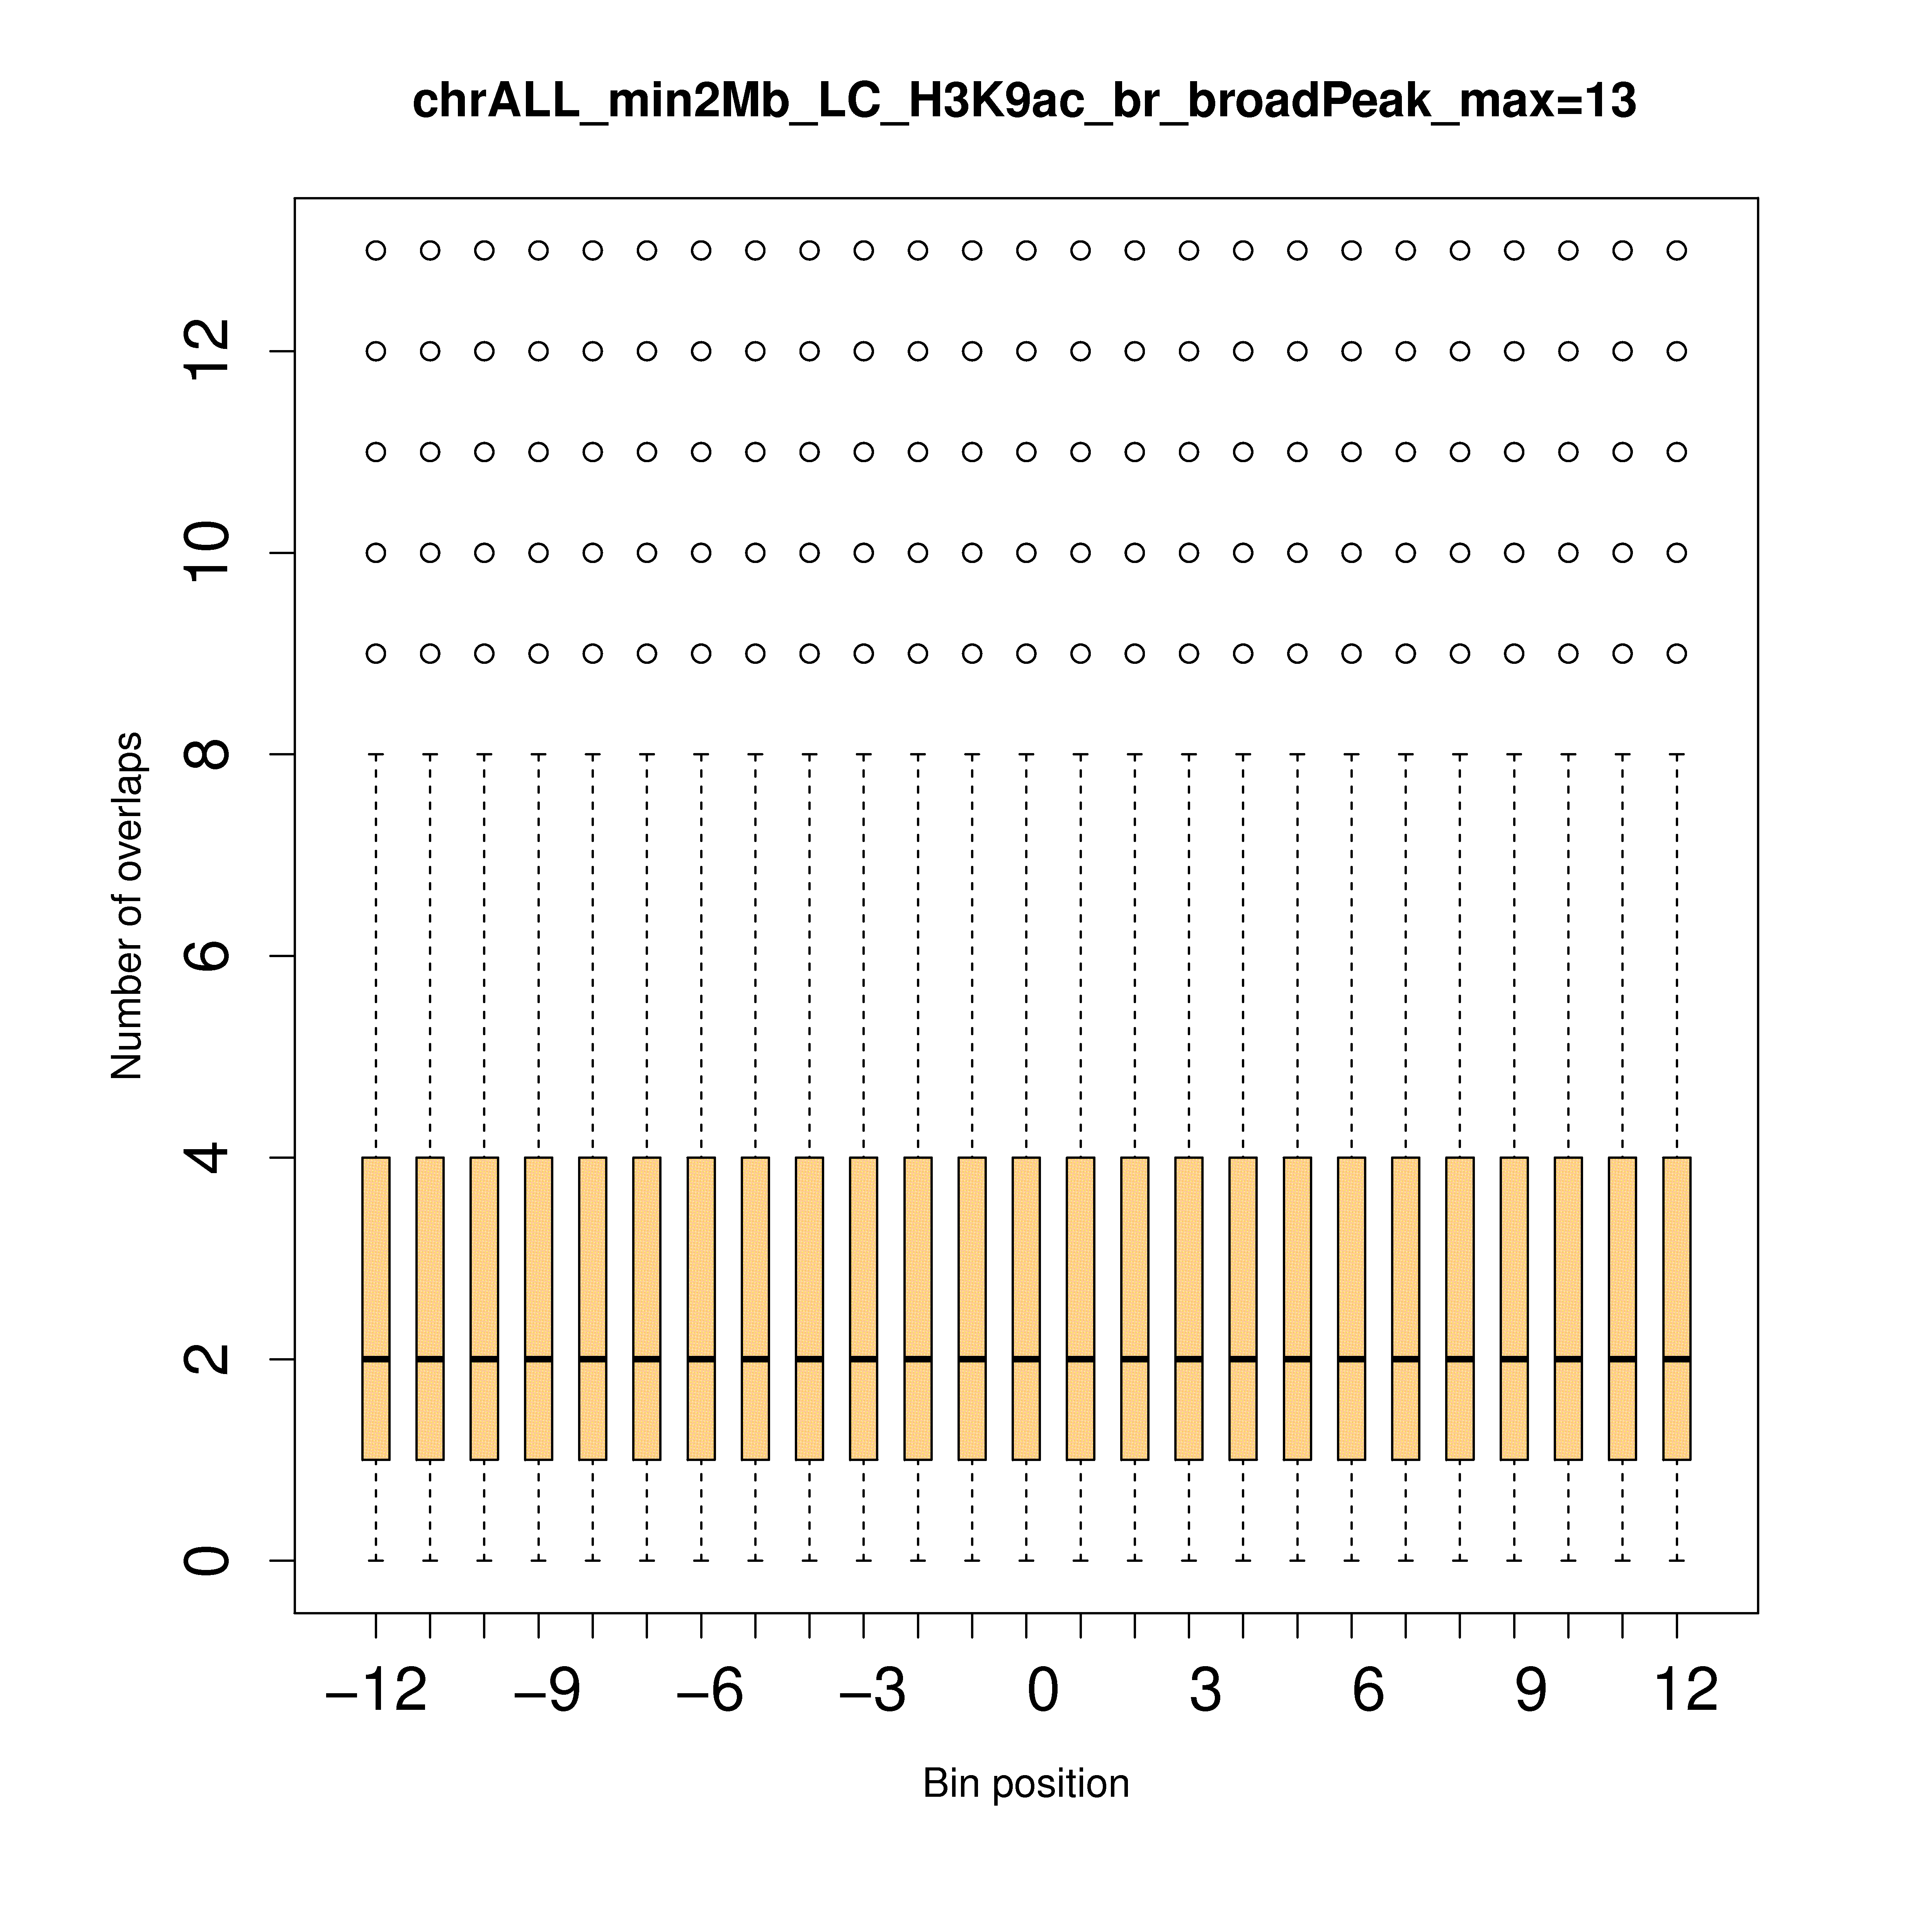 chrALL_min2Mb_LC_H3K9ac_br_broadPeak_max=13
12
10
8
6
4
2
0
Number of overlaps
−12 −9 −6 −3 0 3 6 9 12
Bin position